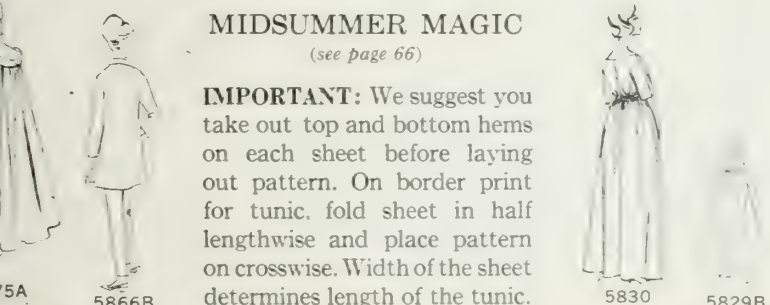 MIDSUMMER MAGIC
(see page 66)
IMPORTANT: We suggest you
take out top and bottom hems
on each sheet before laying
out pattern. On border print
for tunic, fold sheet in half
lengthwise and place pattern
on crosswise. Width of the sheet
determines length of the tunic.
75A
5866B
5830
5829B